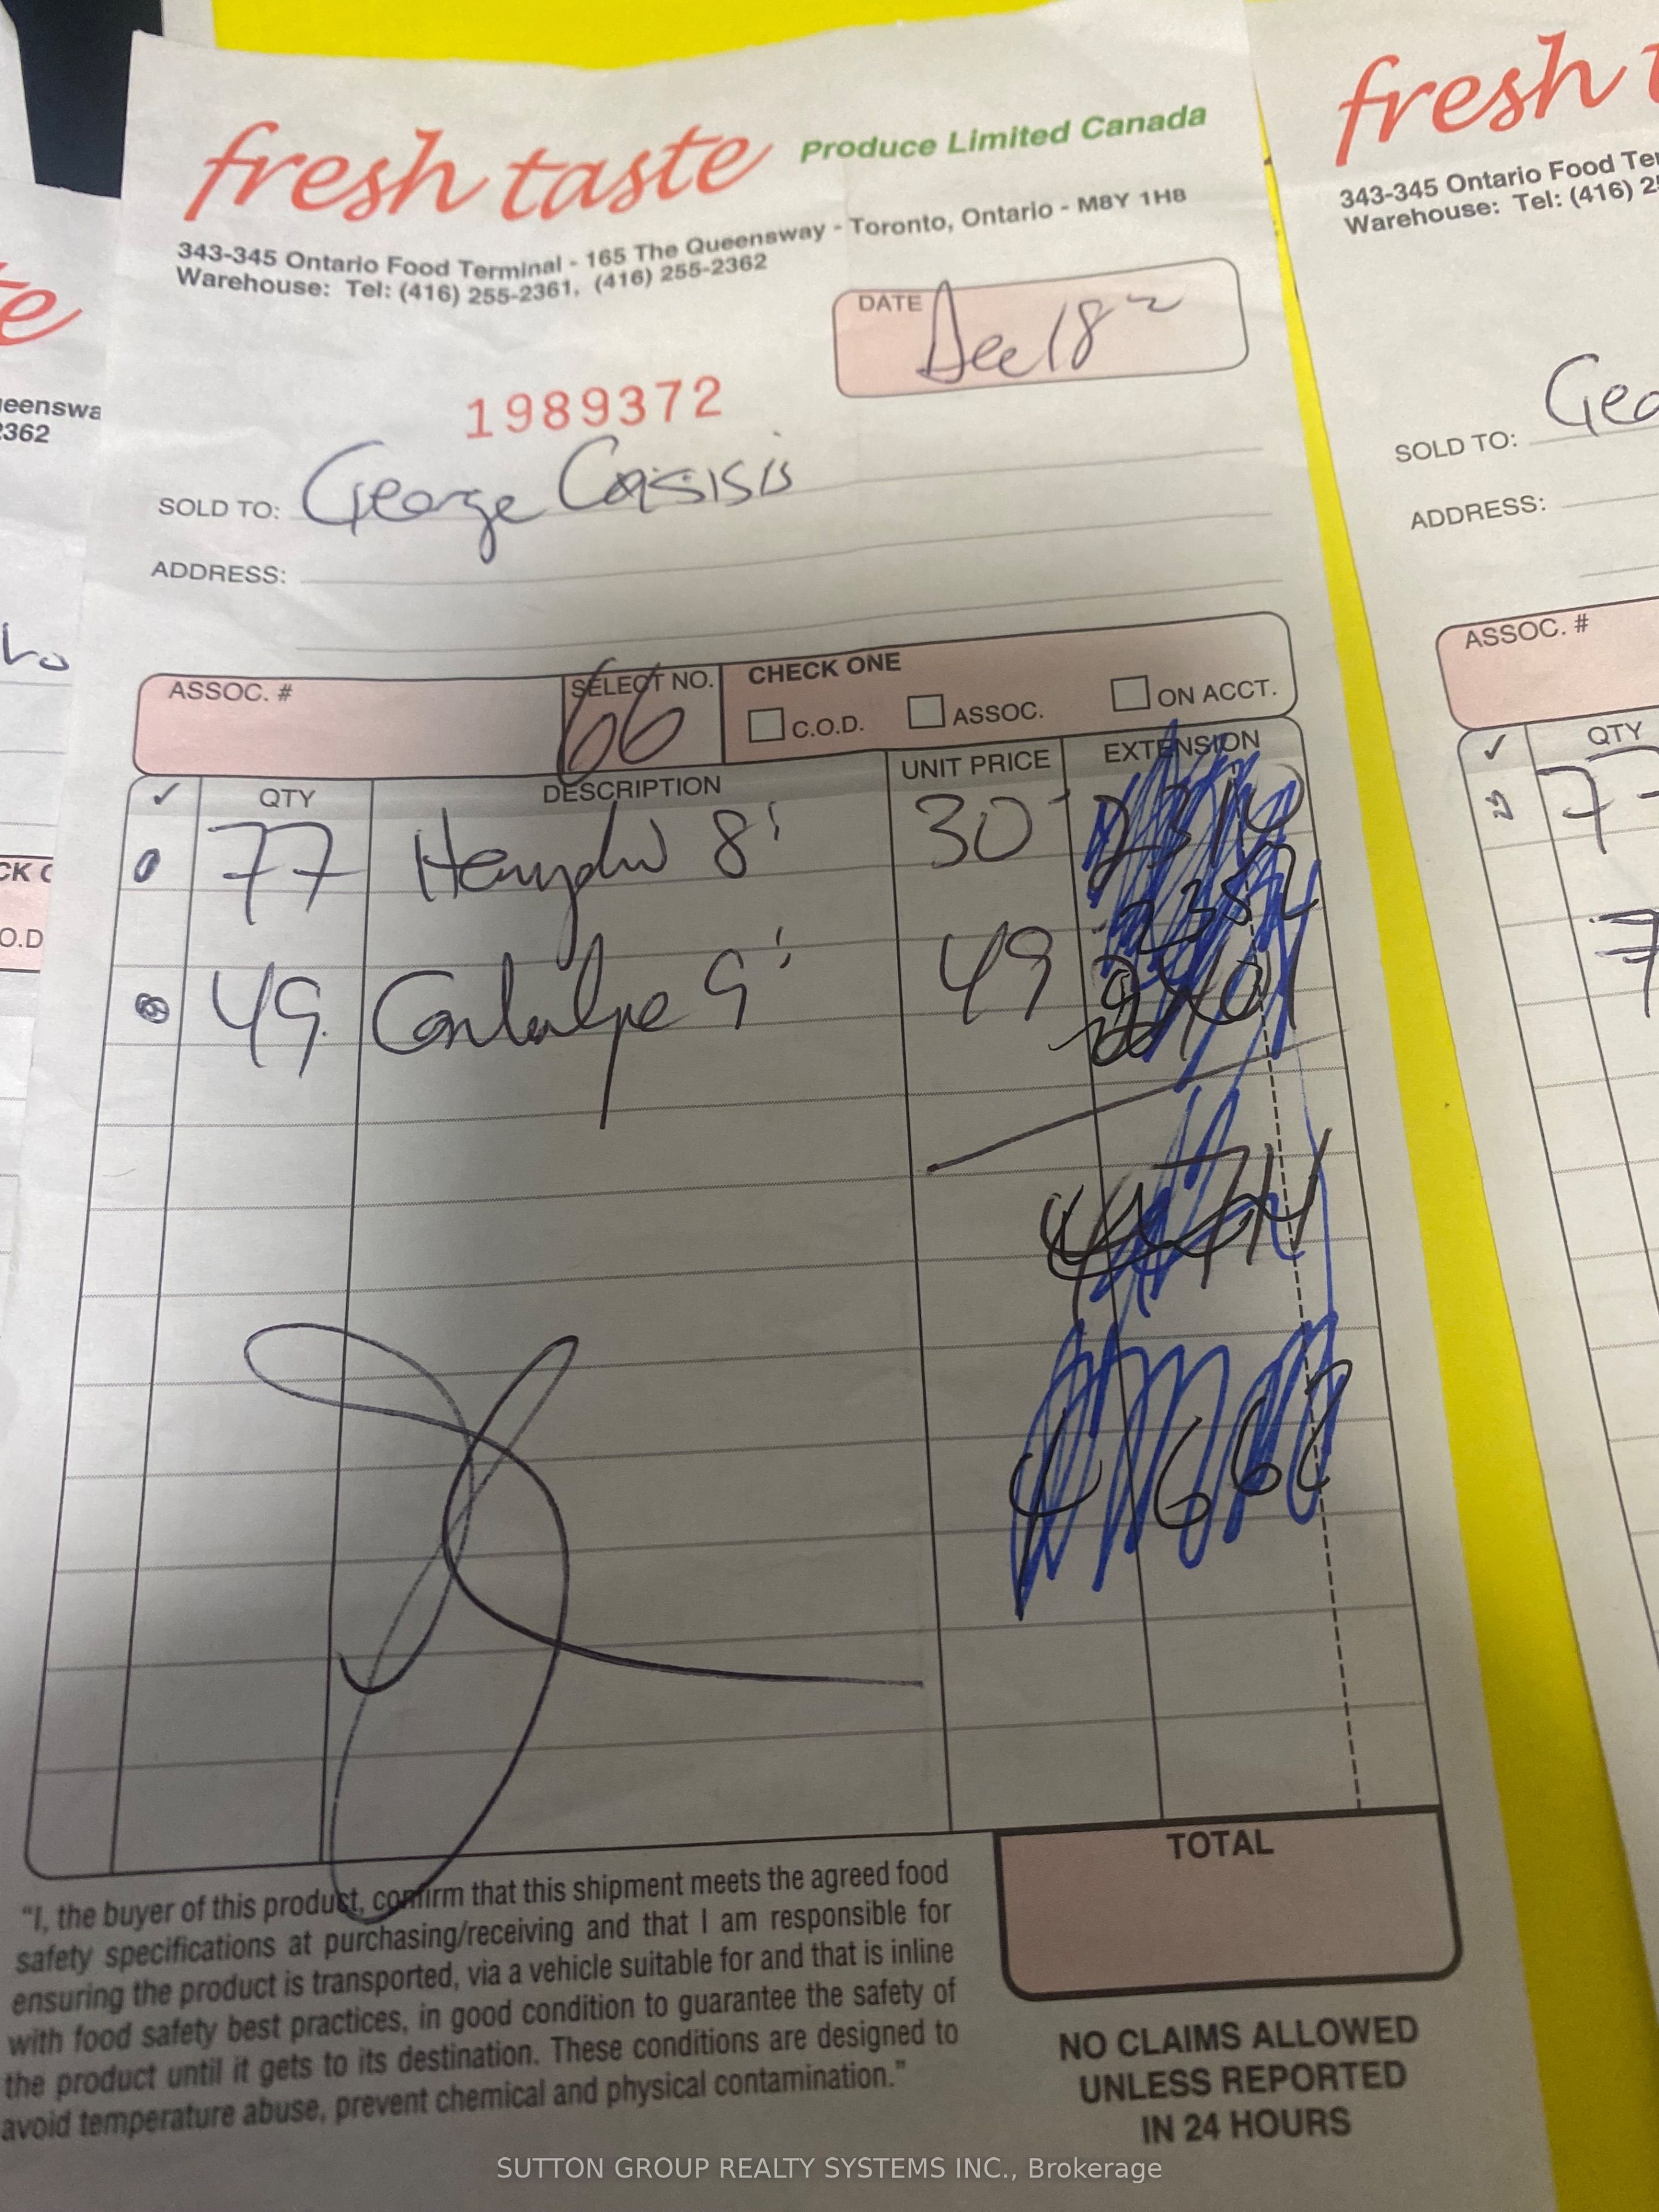 fresh taste Produce Limited Canada
343-345 Ontario Food Terminal - 165 The Queensway - Toronto, Ontario - M8Y 1H8
Warehouse: Tel: (416) 255-2361, (416) 255-2362
DATE Dec 18
1989372
SOLD TO: George
ADDRESS:
ASSOC. # SELECT NO. 66 CHECK ONE C.O.D. ASSOC. ON ACCT.
✓ QTY DESCRIPTION UNIT PRICE EXTENSION
77 8' 30 2310
49 9' 49
TOTAL
"I, the buyer of this product, confirm that this shipment meets the agreed food
safety specifications at purchasing/receiving and that I am responsible for
ensuring the product is transported, via a vehicle suitable for and that is inline
with food safety best practices, in good condition to guarantee the safety of
the product until it gets to its destination. These conditions are designed to
avoid temperature abuse, prevent chemical and physical contamination."
NO CLAIMS ALLOWED
UNLESS REPORTED
IN 24 HOURS
fresh
343-345 Ontario Food
Warehouse: Tel: (416)
SOLD TO:
ADDRESS:
ASSOC. #
✓ QTY
362
SUTTON GROUP REALTY SYSTEMS INC., Brokerage